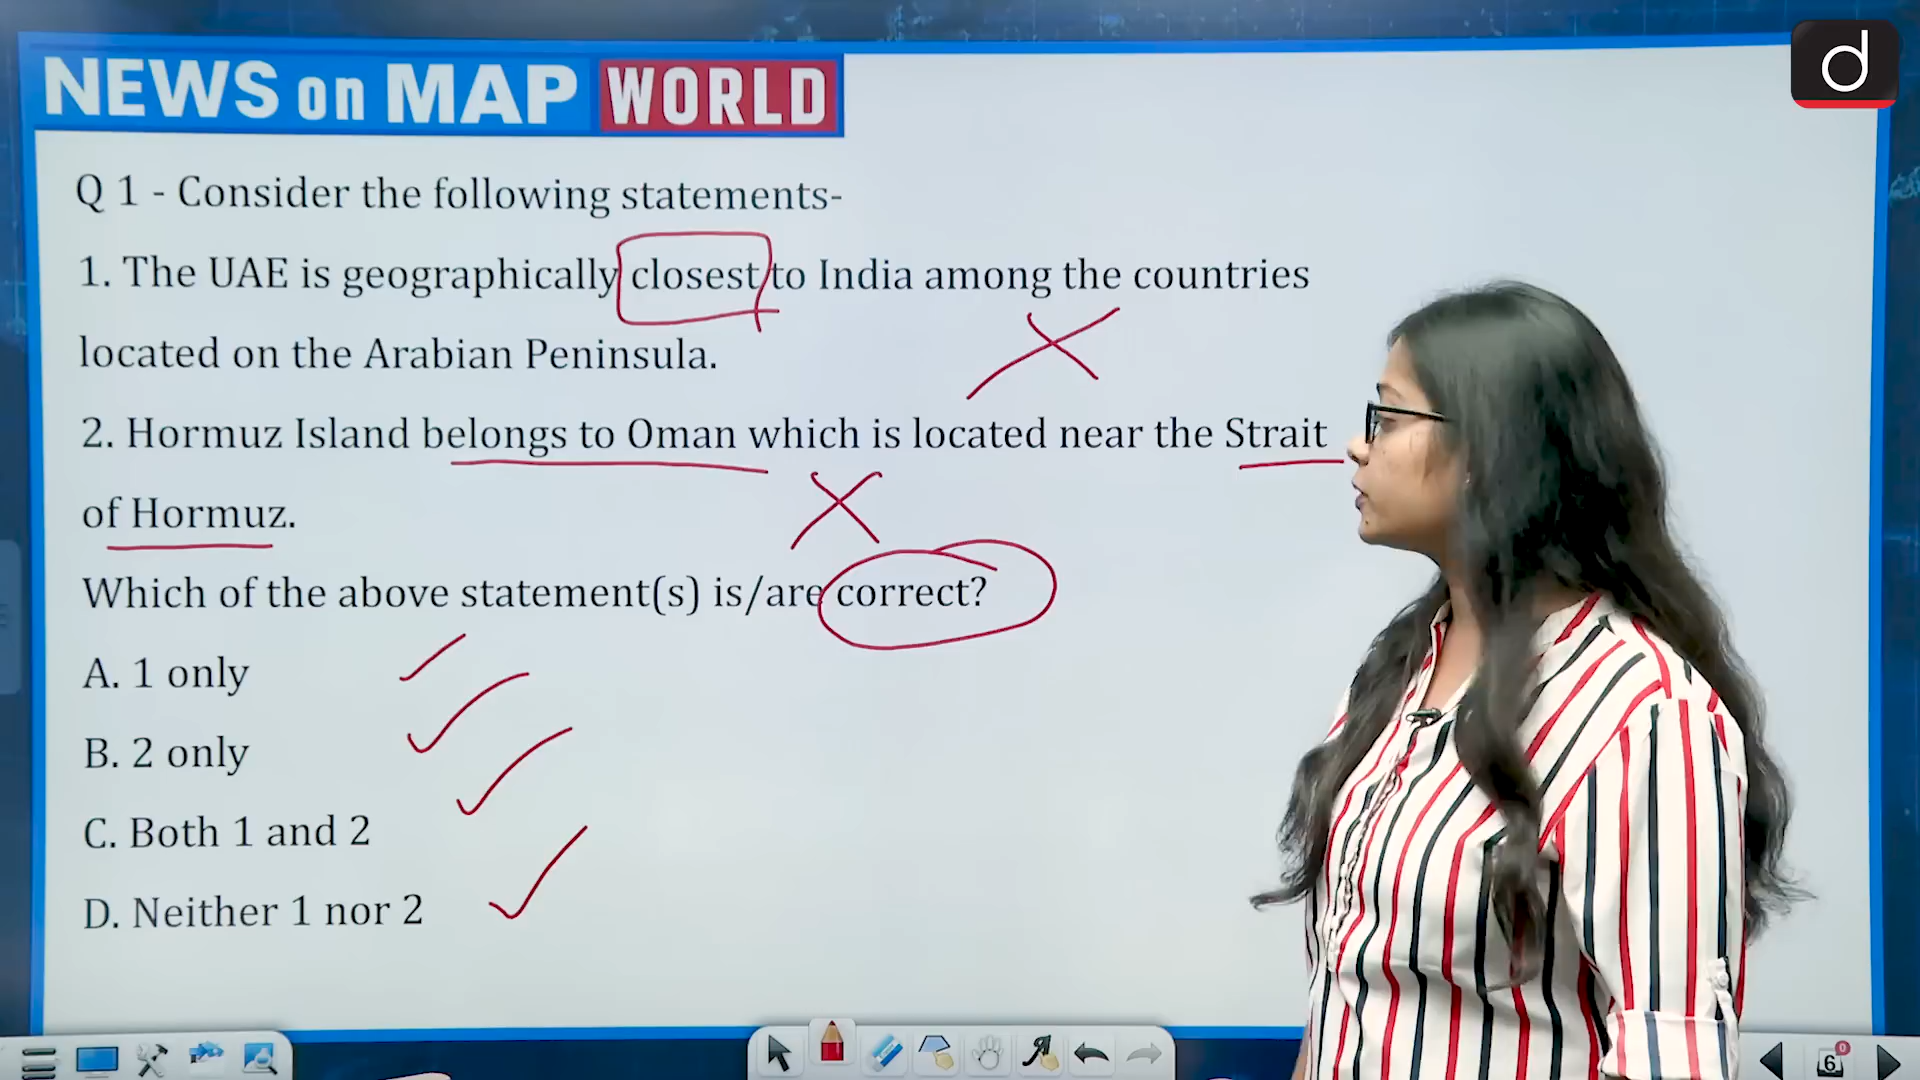 d
NEWS on MAP WORLD
Q 1 - Consider the following statements-
1. The UAE is geographically closest to India among the countries
located on the Arabian Peninsula.
2. Hormuz Island belongs to Oman which is located near the Strait
of Hormuz.
Which of the above statement(s) is/are correct?
A. 1 only
B. 2 only
C. Both 1 and 2
D. Neither 1 nor 2
6
0